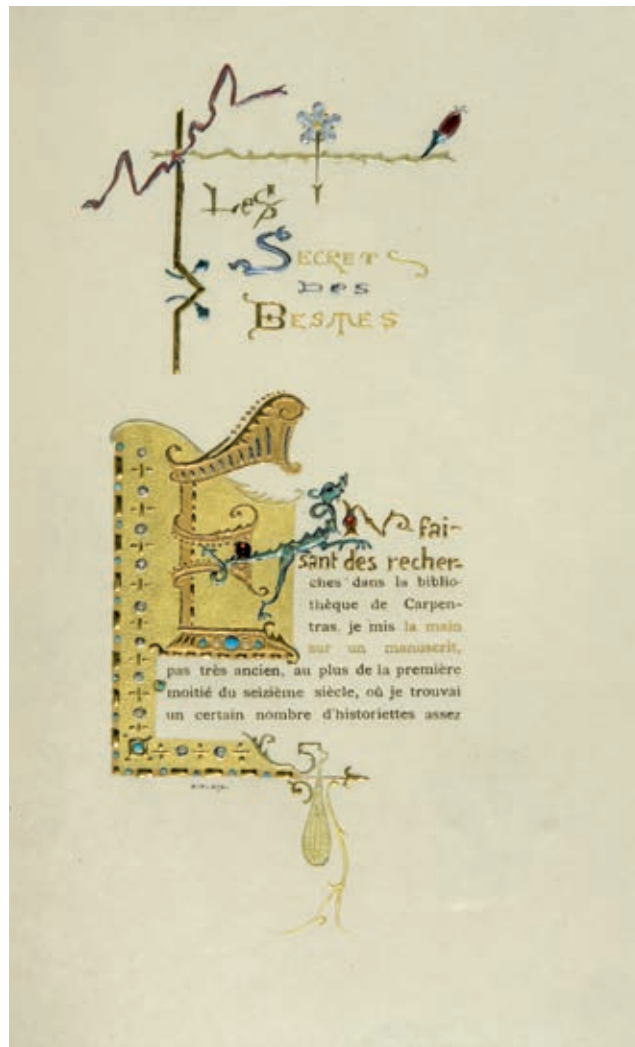 Les
Secrets
des
Bestes
En fai-
sant des recher-
ches dans la biblio-
thèque de Carpen-
tras, je mis la main
sur un manuscrit,
pas très ancien, au plus de la première
moitié du seizième siècle, où je trouvai
un certain nombre d'historiettes assez
5